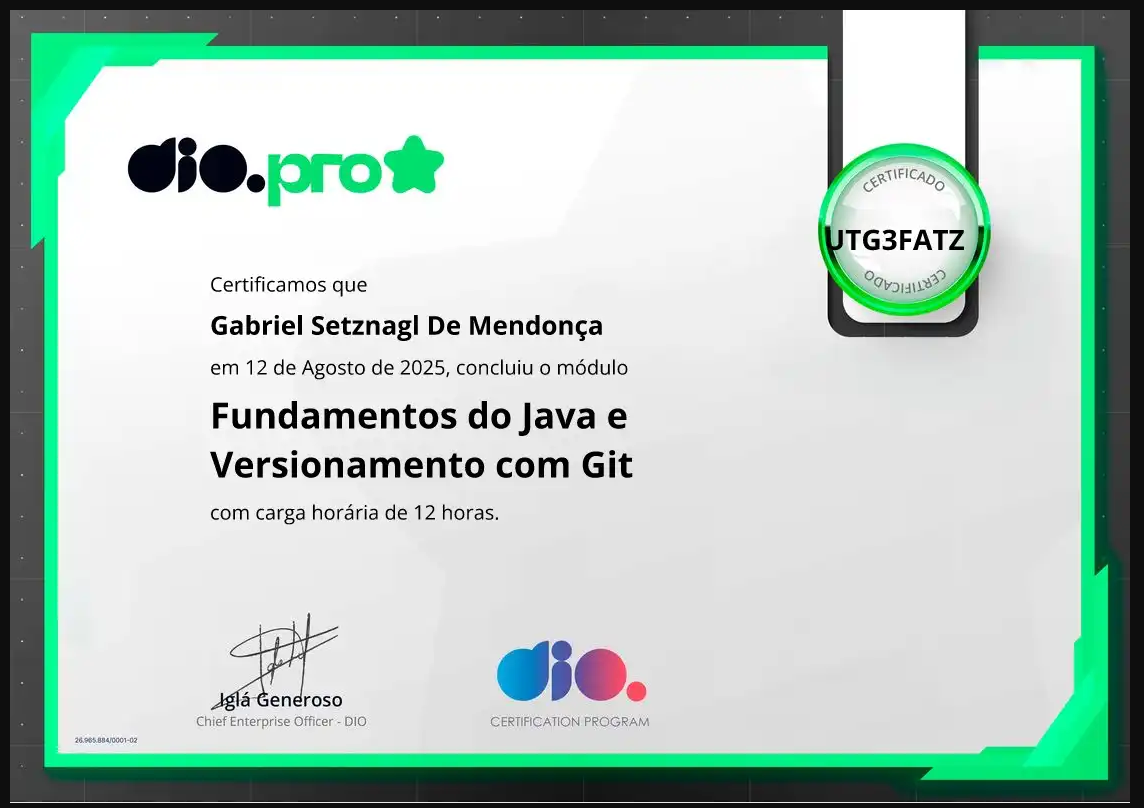 dio.pro
CERTIFICADO
UTG3FATZ
CERTIFICADO
Certificamos que
Gabriel Setznagl De Mendonça
em 12 de Agosto de 2025, concluiu o módulo
Fundamentos do Java e
Versionamento com Git
com carga horária de 12 horas.
Iglá Generoso
Chief Enterprise Officer - DIO
dio.
CERTIFICATION PROGRAM
26.965.884/0001-02